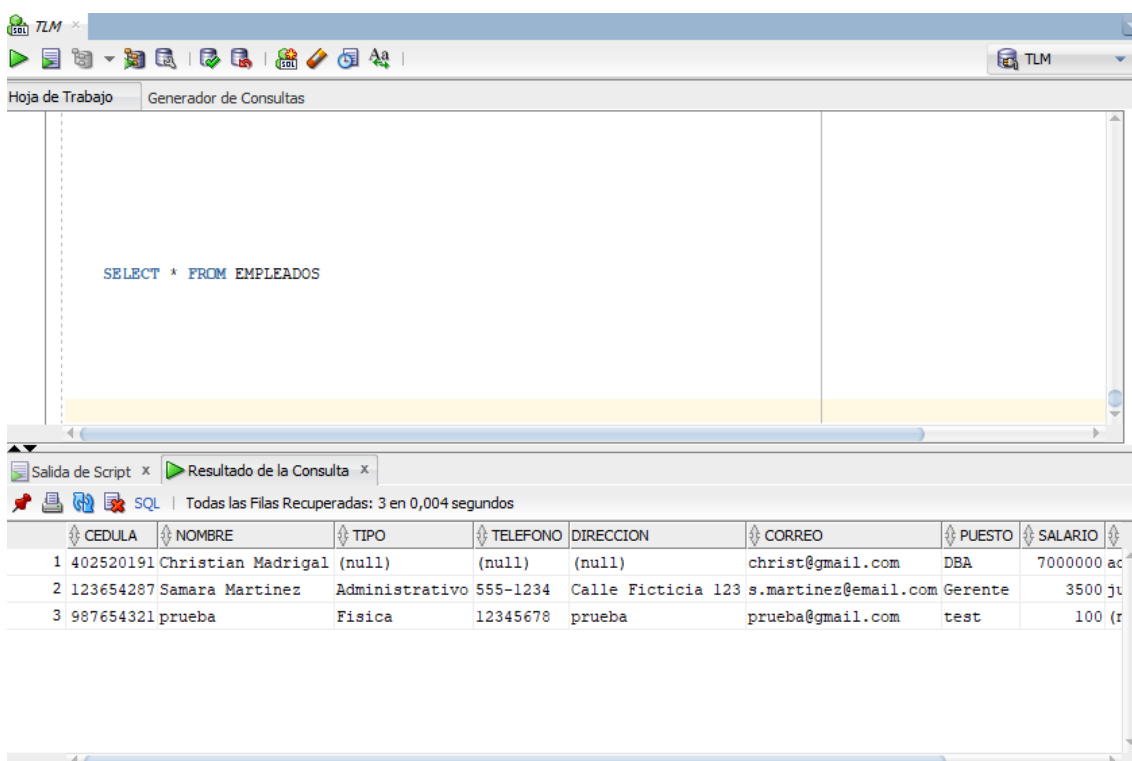 TLM
TLM
Hoja de Trabajo Generador de Consultas
SELECT * FROM EMPLEADOS
Salida de Script x Resultado de la Consulta x
SQL | Todas las Filas Recuperadas: 3 en 0,004 segundos
CEDULA NOMBRE TIPO TELEFONO DIRECCION CORREO PUESTO SALARIO
1 402520191 Christian Madrigal (null) (null) (null) christ@gmail.com DBA 7000000
2 123654287 Samara Martinez Administrativo 555-1234 Calle Ficticia 123 s.martinez@email.com Gerente 3500
3 987654321 prueba Fisica 12345678 prueba prueba@gmail.com test 100